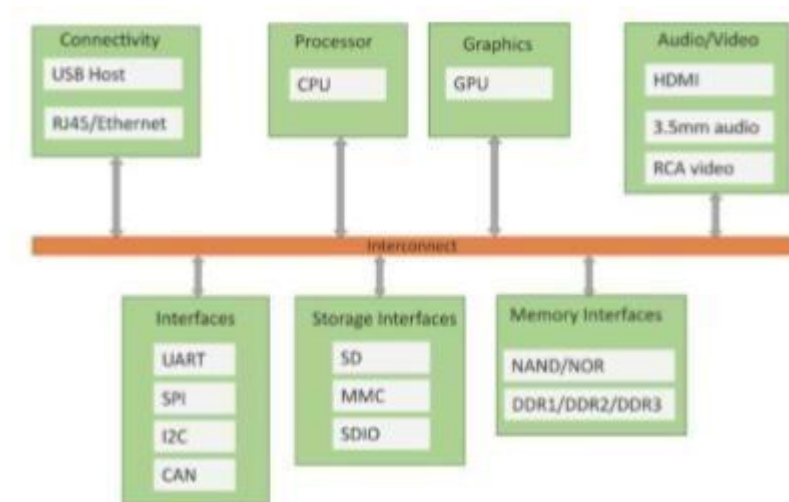 Connectivity
USB Host
RJ45/Ethernet
Processor
CPU
Graphics
GPU
Audio/Video
HDMI
3.5mm audio
RCA video
Interconnect
Interfaces
UART
SPI
I2C
CAN
Storage Interfaces
SD
MMC
SDIO
Memory Interfaces
NAND/NOR
DDR1/DDR2/DDR3